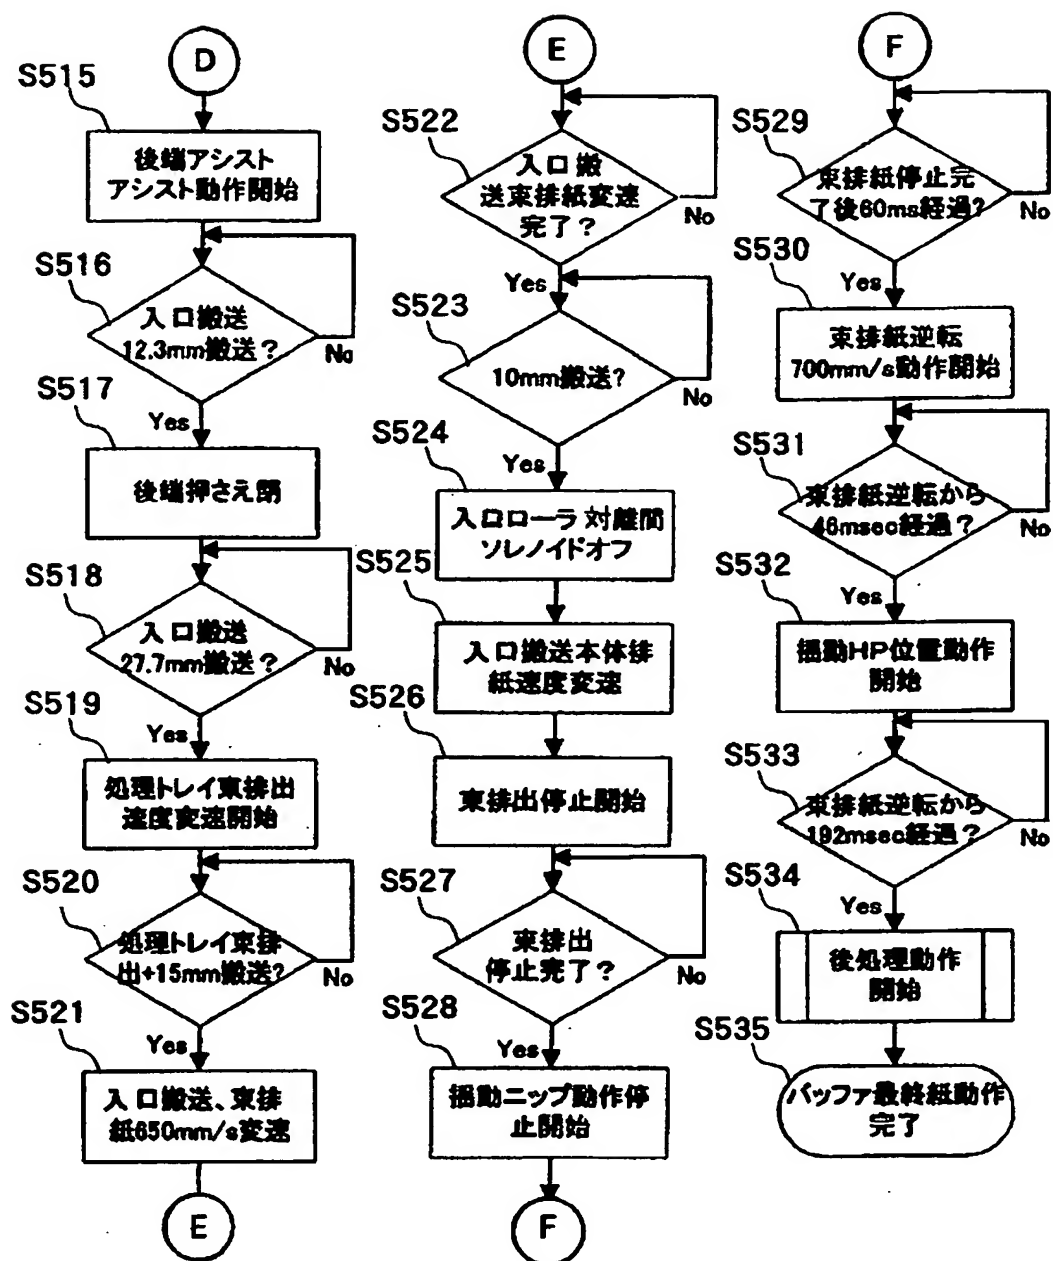 D
S515
後端アシスト
アシスト動作開始
S516
入口搬送
12.3mm搬送?
No
S517
Yes
後端押さえ閉
S518
入口搬送
27.7mm搬送?
No
S519
Yes
処理トレイ束排出
速度変速開始
S520
処理トレイ束排
出+15mm搬送?
No
S521
Yes
入口搬送、束排
紙650mm/s変速
E
E
S522
入口搬
送束排紙変速
完了?
No
Yes
S523
10mm搬送?
No
S524
Yes
入口ローラ対離間
ソレノイドオフ
S525
入口搬送本体排
紙速度変速
S526
束排出停止開始
S527
束排出
停止完了?
No
S528
Yes
揺動ニップ動作停
止開始
F
F
S529
束排紙停止完
了後60ms経過?
No
S530
Yes
束排紙逆転
700mm/s動作開始
S531
束排紙逆転から
46msec経過?
No
S532
Yes
揺動HP位置動作
開始
S533
束排紙逆転から
192msec経過?
No
S534
Yes
後処理動作
開始
S535
バッファ最終紙動作
完了